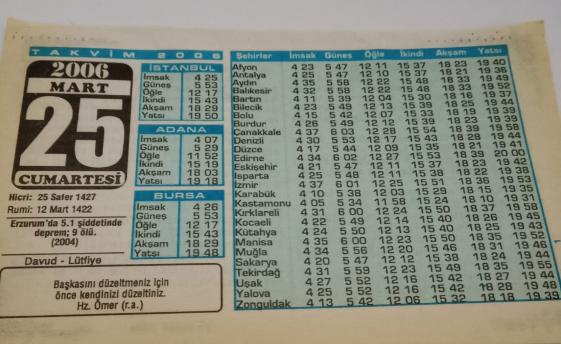 TAKVİM 2006
2006
MART
25
CUMARTESİ
Hicri: 25 Safer 1427
Rumi: 12 Mart 1422
Erzurum'da 5.1 şiddetinde
deprem; 9 ölü.
(2004)
Davud - Lütfiye
Başkasını düzeltmeniz için
önce kendinizi düzeltiniz.
Hz. Ömer (r.a.)
İSTANBUL
İmsak 4 25
Güneş 5 53
Öğle 12 17
İkindi 15 43
Akşam 18 29
Yatsı 19 50
ADANA
İmsak 4 07
Güneş 5 29
Öğle 11 52
İkindi 15 19
Akşam 18 03
Yatsı 19 18
BURSA
İmsak 4 26
Güneş 5 53
Öğle 12 17
İkindi 15 43
Akşam 18 29
Yatsı 19 48
Şehirler İmsak Güneş Öğle İkindi Akşam Yatsı
Afyon 4 23 5 47 12 11 15 37 18 23 19 40
Antalya 4 25 5 47 12 10 15 37 18 21 19 36
Aydın 4 35 5 58 12 22 15 48 18 33 19 49
Balıkesir 4 32 5 58 12 22 15 48 18 33 19 52
Bartın 4 11 5 39 12 04 15 30 18 16 19 37
Bilecik 4 23 5 49 12 13 15 39 18 25 19 44
Bolu 4 15 5 42 12 07 15 33 18 19 19 39
Burdur 4 26 5 49 12 12 15 39 18 23 19 39
Çanakkale 4 37 6 03 12 28 15 54 18 39 19 58
Denizli 4 30 5 53 12 17 15 43 18 28 19 44
Düzce 4 17 5 44 12 09 15 35 18 21 19 41
Edirne 4 34 6 02 12 27 15 53 18 39 20 00
Eskişehir 4 21 5 47 12 11 15 37 18 23 19 42
Isparta 4 25 5 48 12 11 15 38 18 22 19 38
İzmir 4 37 6 01 12 25 15 51 18 36 19 53
Karabük 4 10 5 38 12 03 15 29 18 15 19 35
Kastamonu 4 05 5 34 11 58 15 24 18 10 19 31
Kırklareli 4 31 6 00 12 24 15 50 18 37 19 58
Kocaeli 4 22 5 49 12 14 15 40 18 26 19 45
Kütahya 4 24 5 50 12 13 15 40 18 25 19 43
Manisa 4 35 6 00 12 23 15 50 18 35 19 52
Muğla 4 34 5 56 12 20 15 46 18 31 19 46
Sakarya 4 20 5 47 12 12 15 38 18 24 19 44
Tekirdağ 4 31 5 59 12 23 15 49 18 35 19 55
Uşak 4 27 5 52 12 16 15 42 18 27 19 44
Yalova 4 25 5 52 12 16 15 42 18 28 19 48
Zonguldak 4 13 5 42 12 06 15 32 18 18 19 39